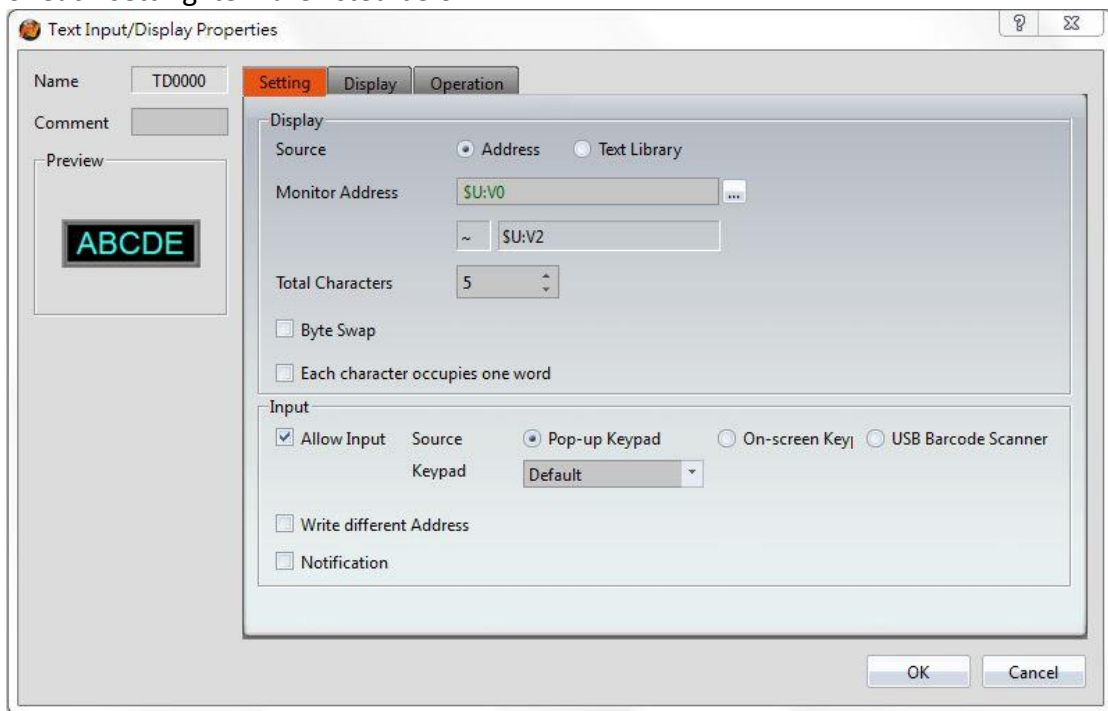 Text Input/Display Properties
Name TD0000
Comment
Preview
ABCDE
Setting Display Operation
Display
Source Address Text Library
Monitor Address $U:V0 ...
~ $U:V2
Total Characters 5
Byte Swap
Each character occupies one word
Input
Allow Input Source Pop-up Keypad On-screen Key USB Barcode Scanner
Keypad Default
Write different Address
Notification
OK Cancel